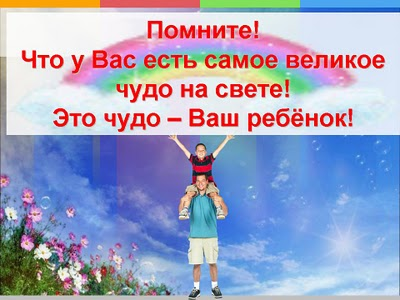 Помните!
Что у Вас есть самое великое
чудо на свете!
Это чудо – Ваш ребёнок!